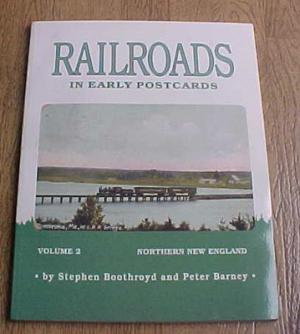 RAILROADS
IN EARLY POSTCARDS
VOLUME 2 NORTHERN NEW ENGLAND
• by Stephen Boothroyd and Peter Barney •